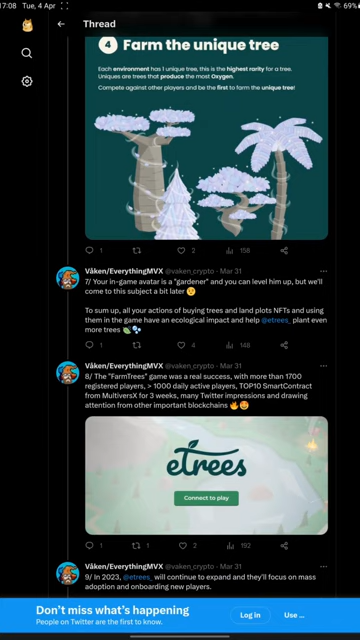 17:08 Tue, 4 Apr
69%
Thread
4 Farm the unique tree
Each environment has 1 unique tree, this is the highest rarity for a tree.
Uniques are trees that produce the most Oxygen.
Compete against other players and be the first to farm the unique tree!
1 2 158
Våken/EverythingMVX @vaken_crypto · Mar 31
7/ Your in-game avatar is a "gardener" and you can level him up, but we'll
come to this subject a bit later 😉
To sum up, all your actions of buying trees and land plots NFTs and using
them in the game have an ecological impact and help @etrees_ plant even
more trees
1 4 148
Våken/EverythingMVX @vaken_crypto · Mar 31
8/ The "FarmTrees" game was a real success, with more than 1700
registered players, > 1000 daily active players, TOP10 SmartContract
from MultiversX for 3 weeks, many Twitter impressions and drawing
attention from other important blockchains 🔥🤩
etrees
Connect to play
1 1 2 192
Våken/EverythingMVX @vaken_crypto · Mar 31
9/ In 2023, @etrees_ will continue to expand and they'll focus on mass
adoption and onboarding new players.
Don't miss what's happening
People on Twitter are the first to know.
Log in
Use ...